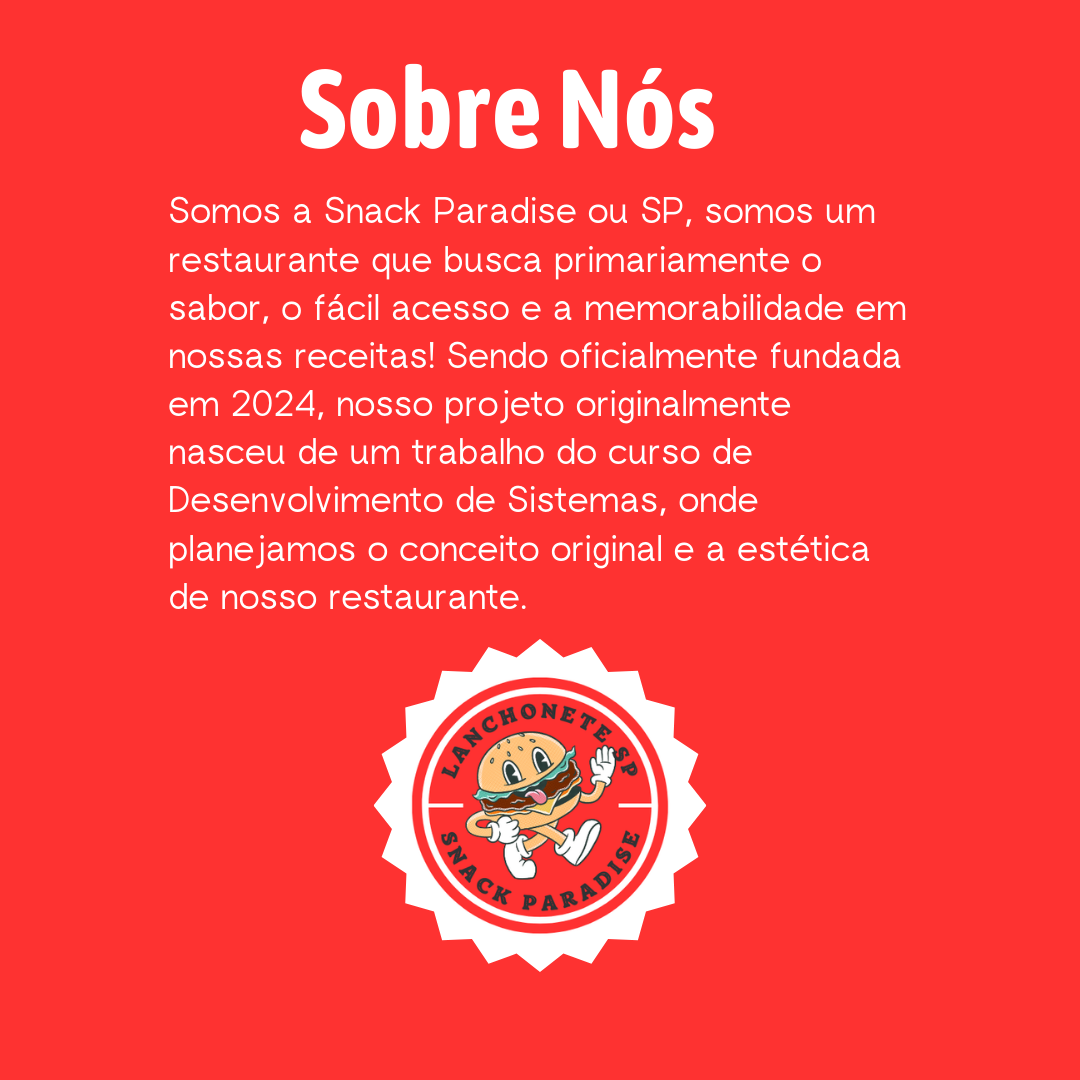 Sobre Nós
Somos a Snack Paradise ou SP, somos um
restaurante que busca primariamente o
sabor, o fácil acesso e a memorabilidade em
nossas receitas! Sendo oficialmente fundada
em 2024, nosso projeto originalmente
nasceu de um trabalho do curso de
Desenvolvimento de Sistemas, onde
planejamos o conceito original e a estética
de nosso restaurante.
LANCHONETE SP
SNACK PARADISE